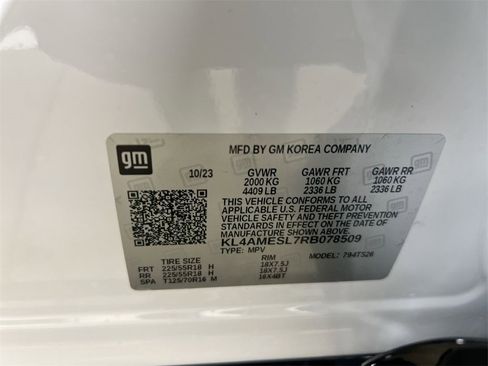 gm
MFD BY GM KOREA COMPANY
10/23 GVWR GAWR FRT GAWR RR
2000 KG 1060 KG 1060 KG
4409 LB 2336 LB 2336 LB
THIS VEHICLE CONFORMS TO ALL
APPLICABLE U.S. FEDERAL MOTOR
VEHICLE SAFETY AND THEFT PREVENTION
STANDARDS IN EFFECT ON THE DATE OF
MANUFACTURE SHOWN ABOVE.
KL4AMESL7RB078509
TYPE: MPV MODEL: 794TS26
TIRE SIZE RIM
FRT 225/55R18 H 18X7.5J
RR 225/55R18 H 18X7.5J
SPA T125/70R16 M 16X4BT